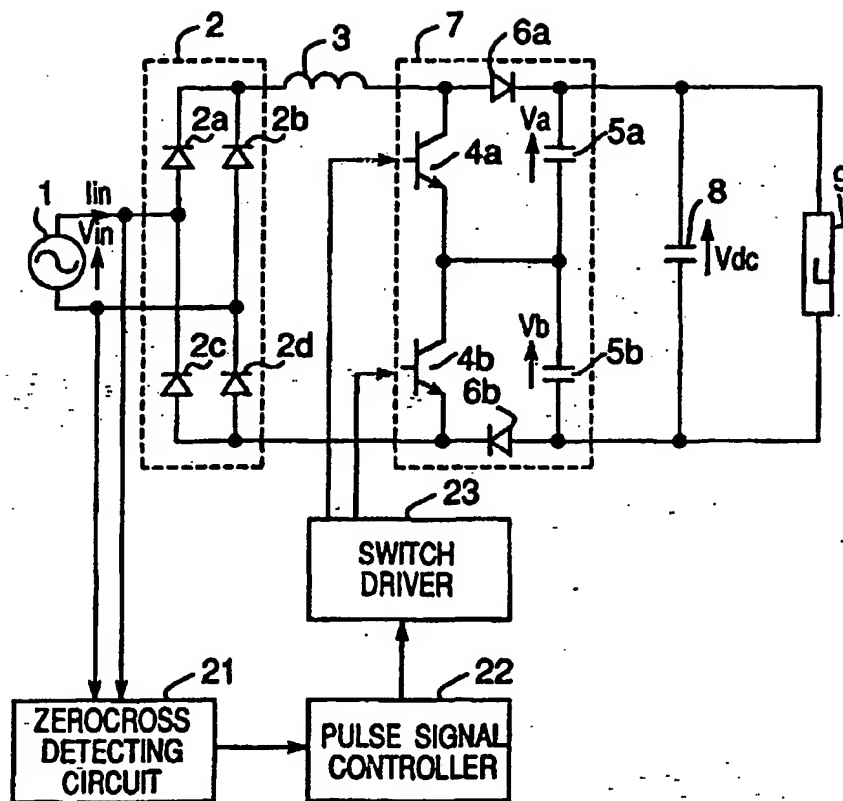 2
3
7
6a
2a
2b
Va
4a
5a
8
9
1
Iin
Vin
Vdc
L
2c
2d
Vb
4b
5b
6b
23
SWITCH
DRIVER
21
22
ZEROCROSS
DETECTING
CIRCUIT
PULSE SIGNAL
CONTROLLER